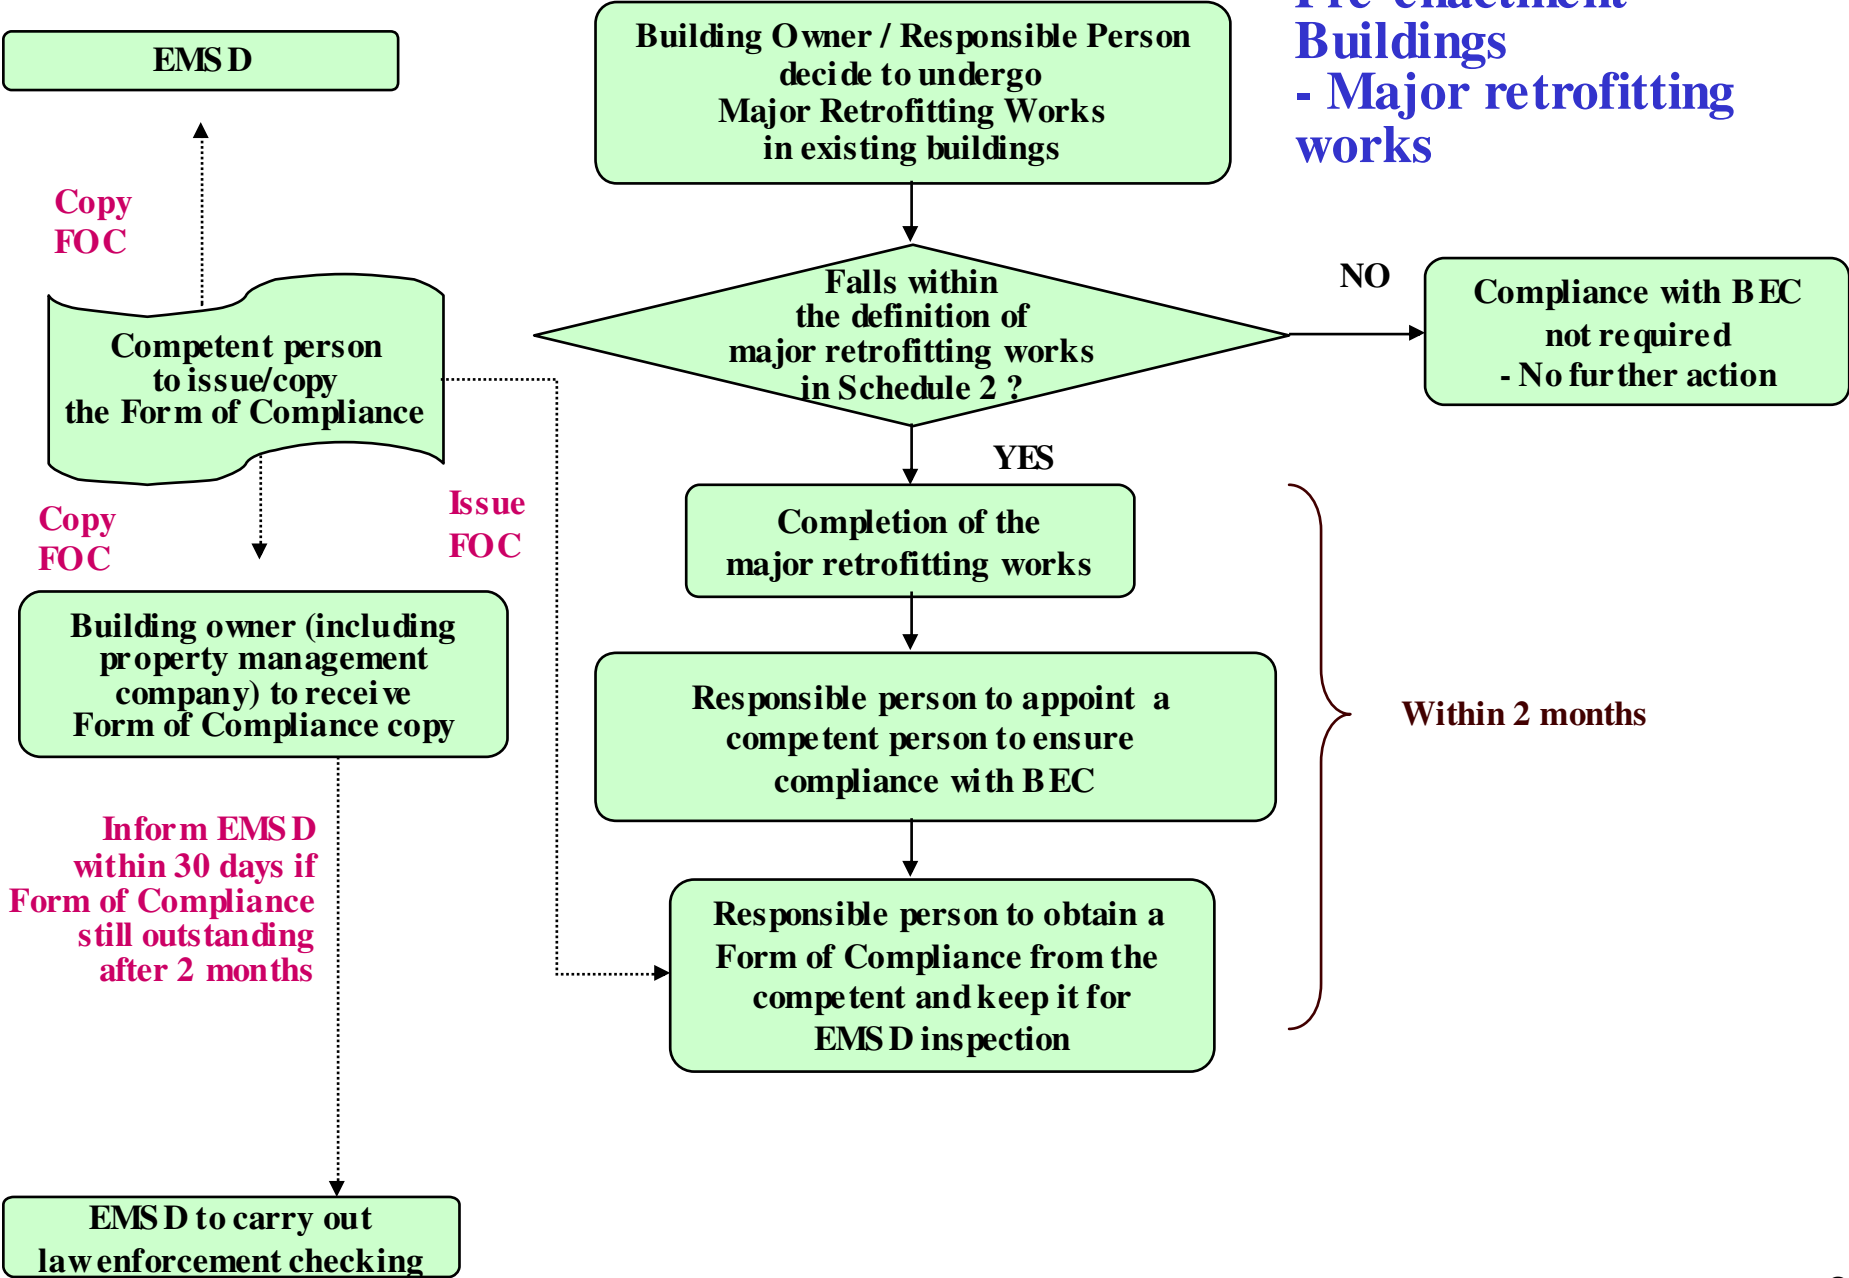 Pre-enactment
Buildings
- Major retrofitting
works
EMSD
Building Owner / Responsible Person
decide to undergo
Major Retrofitting Works
in existing buildings
Copy
FOC
Falls within
the definition of
major retrofitting works
in Schedule 2 ?
NO
Compliance with BEC
not required
- No further action
Competent person
to issue/copy
the Form of Compliance
YES
Copy
FOC
Issue
FOC
Completion of the
major retrofitting works
Building owner (including
property management
company) to receive
Form of Compliance copy
Responsible person to appoint a
competent person to ensure
compliance with BEC
Within 2 months
Inform EMSD
within 30 days if
Form of Compliance
still outstanding
after 2 months
Responsible person to obtain a
Form of Compliance from the
competent and keep it for
EMSD inspection
EMSD to carry out
law enforcement checking